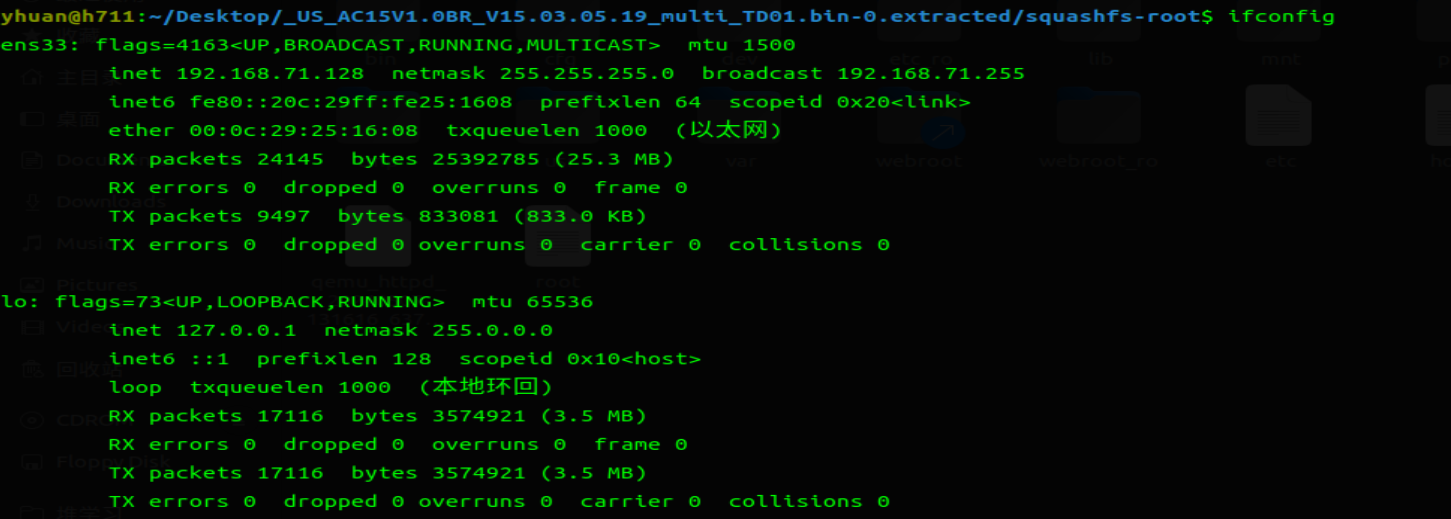 yhuan@h711:~/Desktop/_US_AC15V1.0BR_V15.03.05.19_multi_TD01.bin-0.extracted/squashfs-root$ ifconfig
ens33: flags=4163<UP,BROADCAST,RUNNING,MULTICAST>  mtu 1500
        inet 192.168.71.128  netmask 255.255.255.0  broadcast 192.168.71.255
        inet6 fe80::20c:29ff:fe25:1608  prefixlen 64  scopeid 0x20<link>
        ether 00:0c:29:25:16:08  txqueuelen 1000  (以太网)
        RX packets 24145  bytes 25392785 (25.3 MB)
        RX errors 0  dropped 0  overruns 0  frame 0
        TX packets 9497  bytes 833081 (833.0 KB)
        TX errors 0  dropped 0 overruns 0  carrier 0  collisions 0

lo: flags=73<UP,LOOPBACK,RUNNING>  mtu 65536
        inet 127.0.0.1  netmask 255.0.0.0
        inet6 ::1  prefixlen 128  scopeid 0x10<host>
        loop  txqueuelen 1000  (本地环回)
        RX packets 17116  bytes 3574921 (3.5 MB)
        RX errors 0  dropped 0  overruns 0  frame 0
        TX packets 17116  bytes 3574921 (3.5 MB)
        TX errors 0  dropped 0 overruns 0  carrier 0  collisions 0